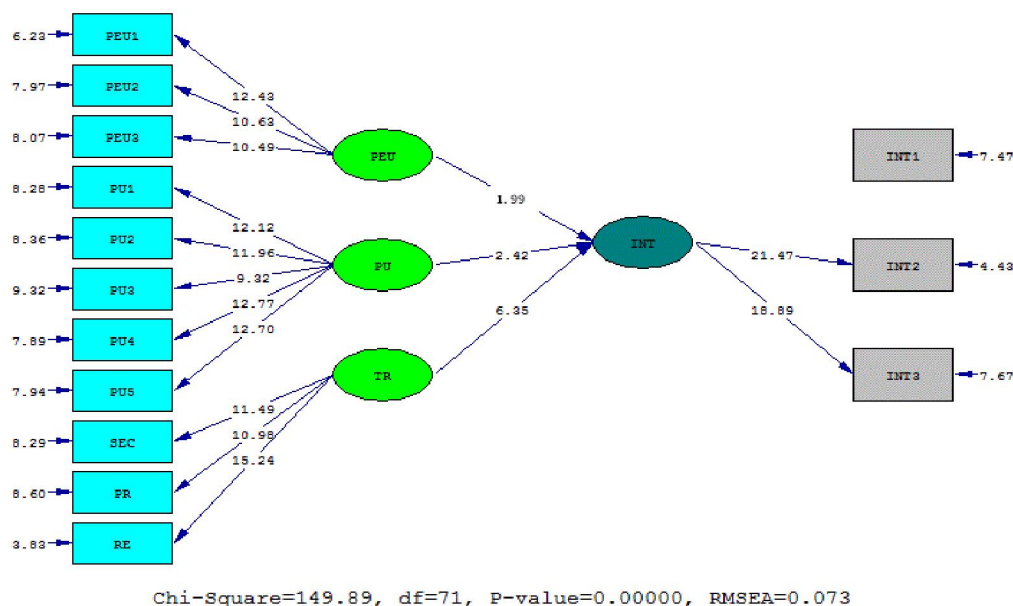 6.23 PEU1
7.97 PEU2
12.43
10.63
8.07 PEU3
10.49
PEU
INT1 7.47
8.28 PU1
1.99
12.12
8.36 PU2
11.96
INT
2.42
21.47
INT2 4.43
PU
9.32 PU3
9.32
12.77
6.35
18.89
12.70
7.89 PU4
TR
INT3 7.67
7.94 PU5
11.49
8.29 SEC
10.98
15.24
8.60 PR
3.83 RE
Chi-Square=149.89, df=71, P-value=0.00000, RMSEA=0.073